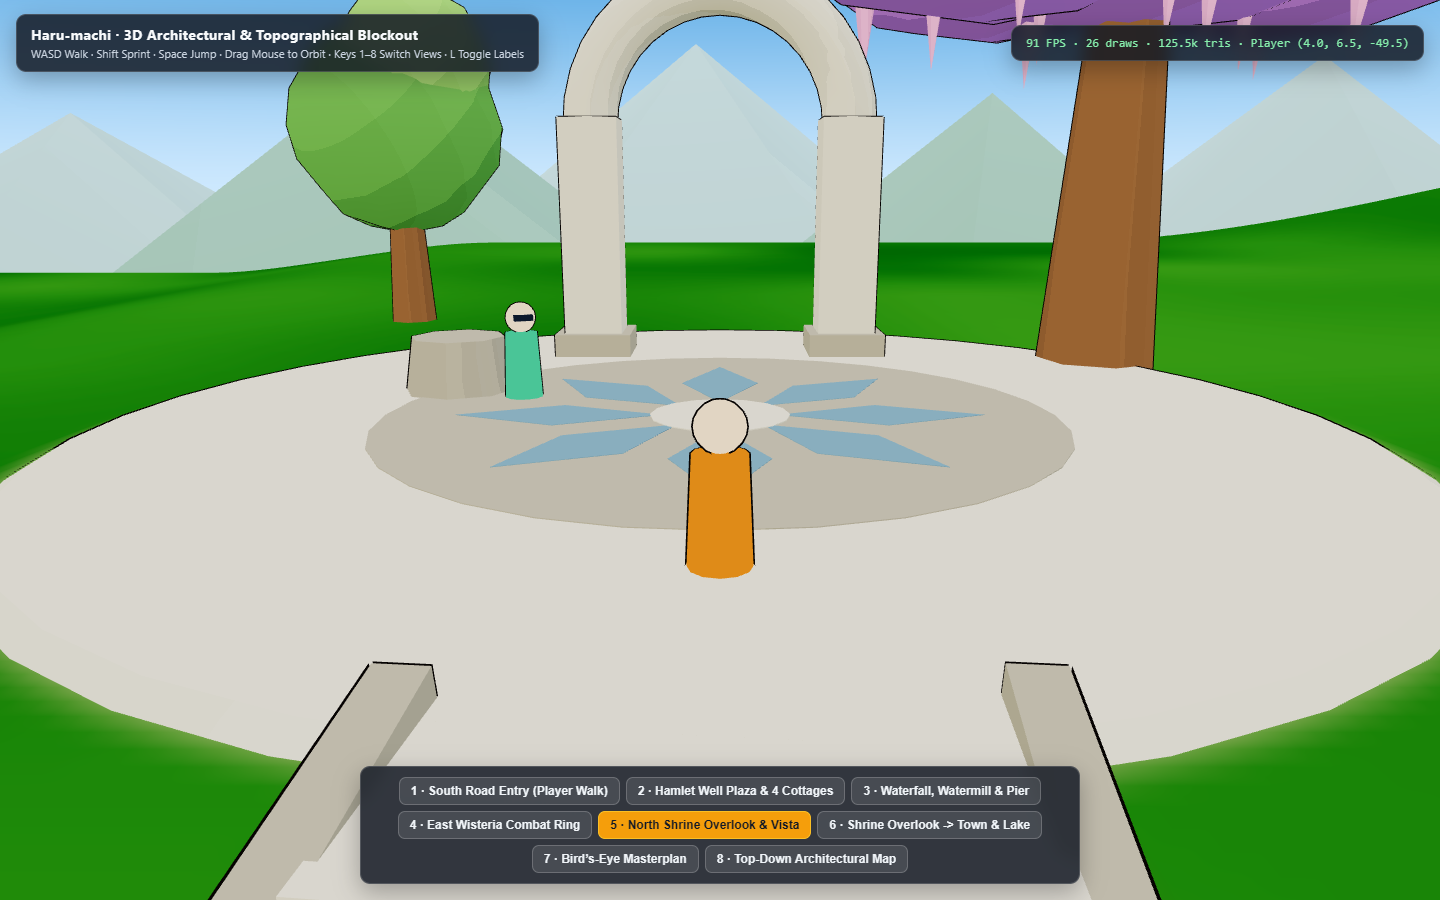 Haru-machi · 3D Architectural & Topographical Blockout
WASD Walk · Shift Sprint · Space Jump · Drag Mouse to Orbit · Keys 1–8 Switch Views · L Toggle Labels
91 FPS · 26 draws · 125.5k tris · Player (4.0, 6.5, -49.5)
1 · South Road Entry (Player Walk)
2 · Hamlet Well Plaza & 4 Cottages
3 · Waterfall, Watermill & Pier
4 · East Wisteria Combat Ring
5 · North Shrine Overlook & Vista
6 · Shrine Overlook -> Town & Lake
7 · Bird's-Eye Masterplan
8 · Top-Down Architectural Map